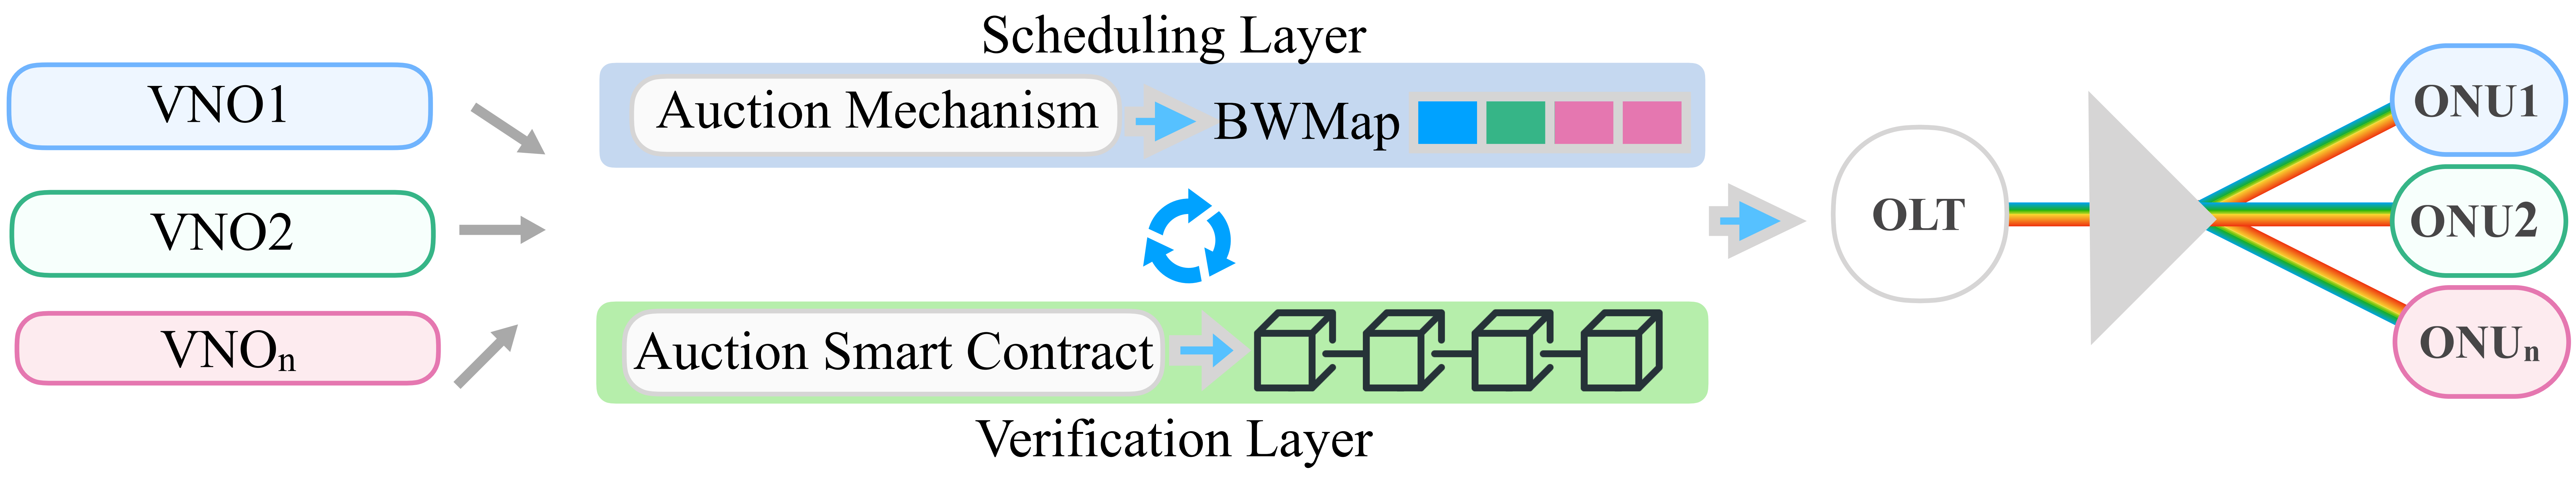 Scheduling Layer
VNO1
VNO2
VNOn
Auction Mechanism
BWMap
Auction Smart Contract
Verification Layer
OLT
ONU1
ONU2
ONUn